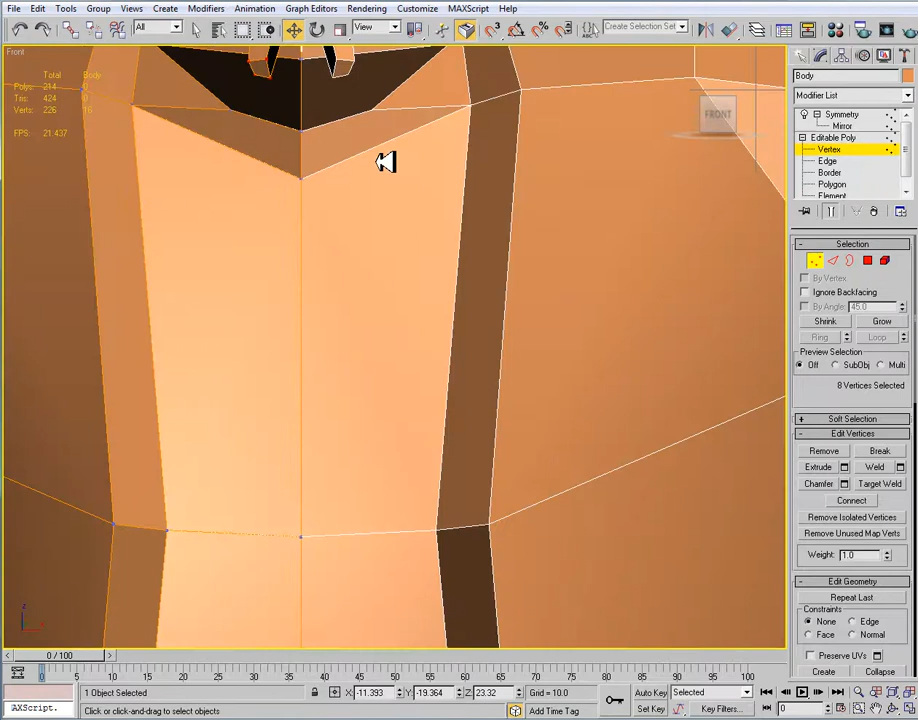 File Edit Tools Group Views Create Modifiers Animation Graph Editors Rendering Customize MAXScript Help
All View Create Selection Set
Front
Total Body
Polys: 214 0
Tris: 424 0
Verts: 226 16
FPS: 21.437
FRONT
Body
Modifier List
Symmetry
Mirror
Editable Poly
Vertex
Edge
Border
Polygon
Element
Selection
By Vertex
Ignore Backfacing
By Angle: 45.0
Shrink Grow
Ring Loop
Preview Selection
Off SubObj Multi
8 Vertices Selected
Soft Selection
Edit Vertices
Remove Break
Extrude Weld
Chamfer Target Weld
Connect
Remove Isolated Vertices
Remove Unused Map Verts
Weight: 1.0
Edit Geometry
Repeat Last
Constraints
None Edge
Face Normal
Preserve UVs
Create Collapse
0 / 100
0 5 10 15 20 25 30 35 40 45 50 55 60 65 70 75 80 85 90 95 100
1 Object Selected X: -11.393 Y: -19.364 Z: 23.32 Grid = 10.0 Auto Key Selected
'AXScript. Click or click-and-drag to select objects Add Time Tag Set Key Key Filters... 0